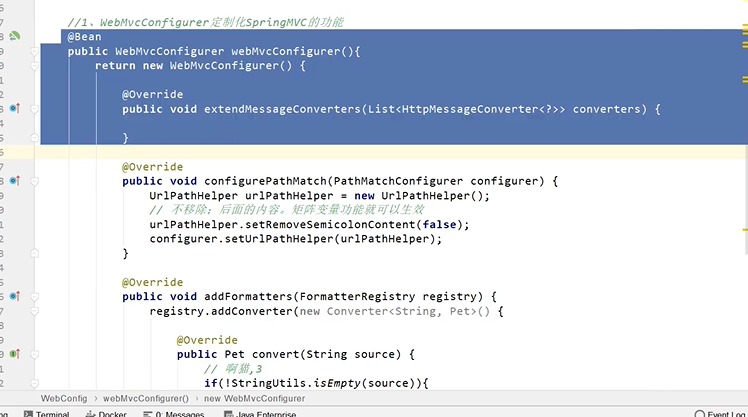 //1、WebMvcConfigurer定制化SpringMVC的功能
@Bean
public WebMvcConfigurer webMvcConfigurer(){
return new WebMvcConfigurer() {
@Override
public void extendMessageConverters(List<HttpMessageConverter<?>> converters) {
}
@Override
public void configurePathMatch(PathMatchConfigurer configurer) {
UrlPathHelper urlPathHelper = new UrlPathHelper();
// 不移除；后面的内容。矩阵变量功能就可以生效
urlPathHelper.setRemoveSemicolonContent(false);
configurer.setUrlPathHelper(urlPathHelper);
}
@Override
public void addFormatters(FormatterRegistry registry) {
registry.addConverter(new Converter<String, Pet>() {
@Override
public Pet convert(String source) {
// 啊猫,3
if(!StringUtils.isEmpty(source)){
WebConfig › webMvcConfigurer() › new WebMvcConfigurer
Terminal Docker 0: Messages Java Enterprise Event Log